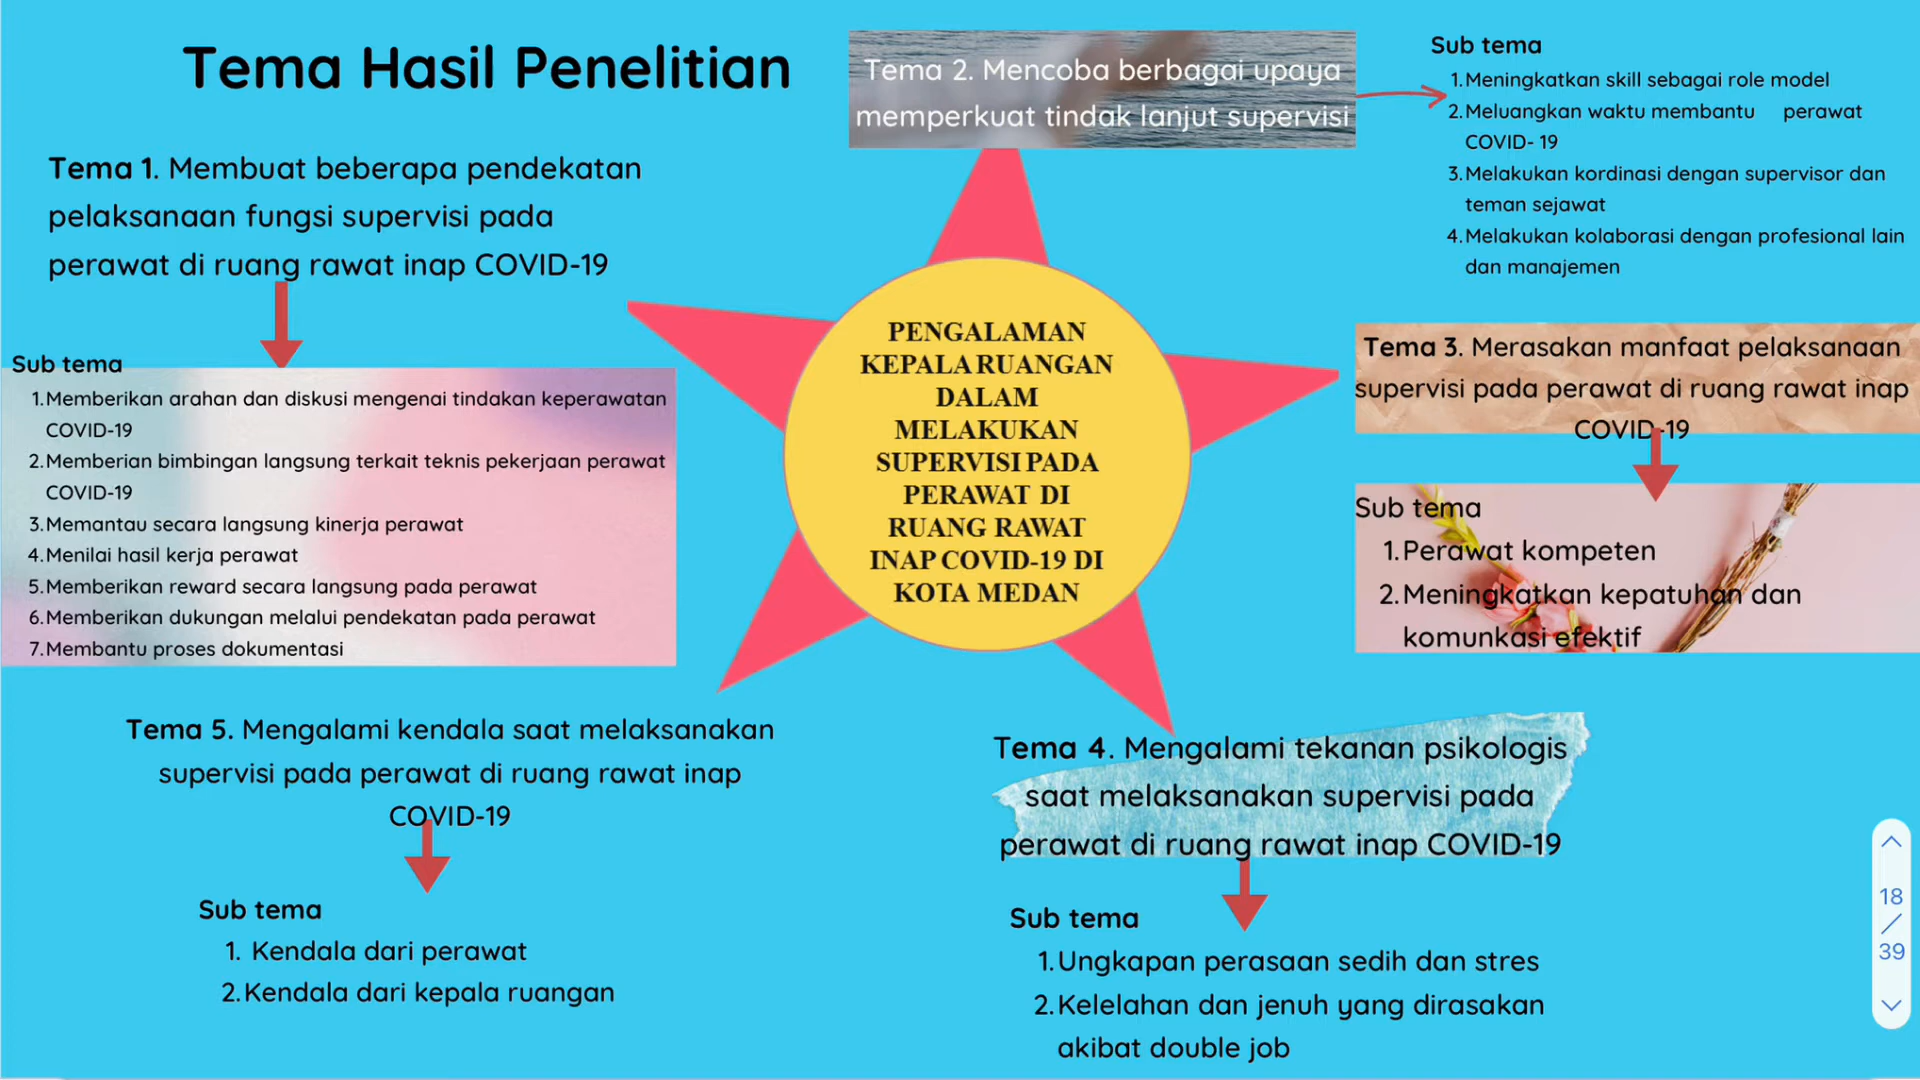 Tema Hasil Penelitian
Tema 1. Membuat beberapa pendekatan
pelaksanaan fungsi supervisi pada
perawat di ruang rawat inap COVID-19
Sub tema
1.Memberikan arahan dan diskusi mengenai tindakan keperawatan
COVID-19
2.Memberian bimbingan langsung terkait teknis pekerjaan perawat
COVID-19
3.Memantau secara langsung kinerja perawat
4.Menilai hasil kerja perawat
5.Memberikan reward secara langsung pada perawat
6.Memberikan dukungan melalui pendekatan pada perawat
7.Membantu proses dokumentasi
Tema 2. Mencoba berbagai upaya
memperkuat tindak lanjut supervisi
Sub tema
1.Meningkatkan skill sebagai role model
2.Meluangkan waktu membantu perawat
COVID- 19
3.Melakukan kordinasi dengan supervisor dan
teman sejawat
4.Melakukan kolaborasi dengan profesional lain
dan manajemen
PENGALAMAN
KEPALA RUANGAN
DALAM
MELAKUKAN
SUPERVISI PADA
PERAWAT DI
RUANG RAWAT
INAP COVID-19 DI
KOTA MEDAN
Tema 3. Merasakan manfaat pelaksanaan
supervisi pada perawat di ruang rawat inap
COVID-19
Sub tema
1.Perawat kompeten
2.Meningkatkan kepatuhan dan
komunkasi efektif
Tema 4. Mengalami tekanan psikologis
saat melaksanakan supervisi pada
perawat di ruang rawat inap COVID-19
Sub tema
1.Ungkapan perasaan sedih dan stres
2.Kelelahan dan jenuh yang dirasakan
akibat double job
Tema 5. Mengalami kendala saat melaksanakan
supervisi pada perawat di ruang rawat inap
COVID-19
Sub tema
1. Kendala dari perawat
2.Kendala dari kepala ruangan
18
/
39